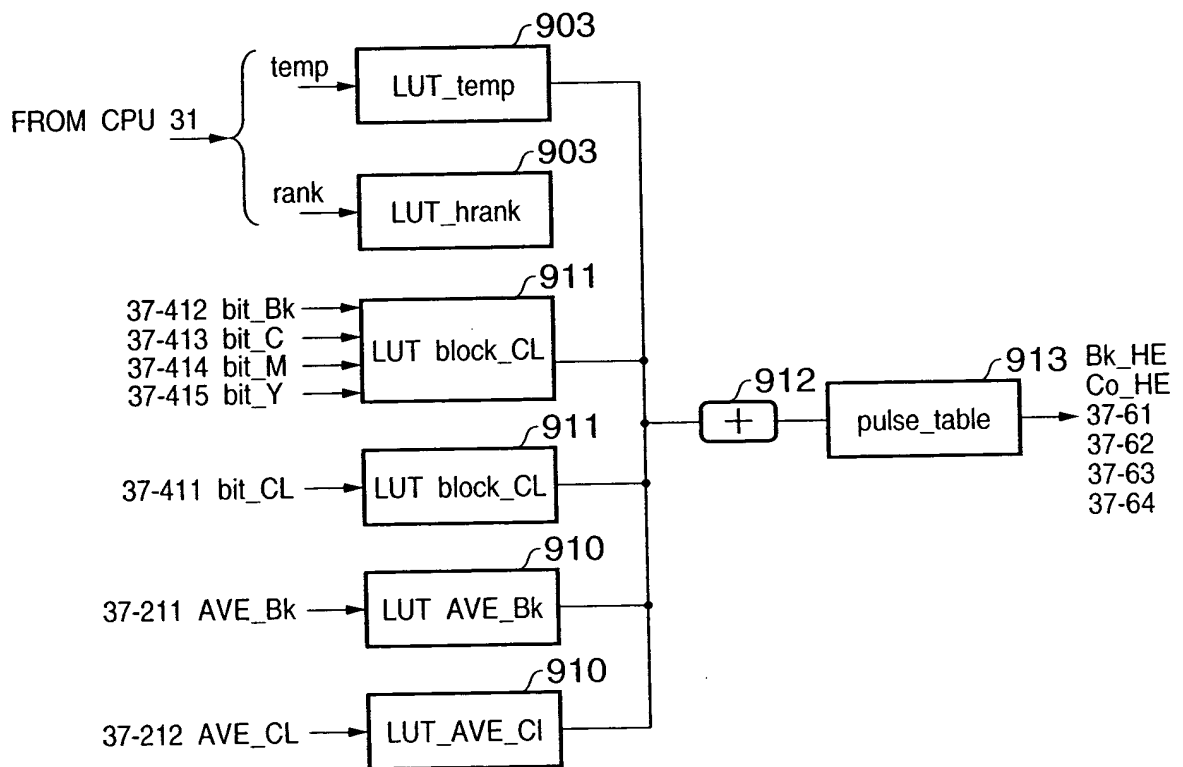 903
temp
LUT_temp
FROM CPU 31
903
rank
LUT_hrank
911
37-412 bit_Bk
37-413 bit_C
37-414 bit_M
37-415 bit_Y
LUT block_CL
912
+
913
pulse_table
Bk_HE
Co_HE
37-61
37-62
37-63
37-64
911
37-411 bit_CL
LUT block_CL
910
37-211 AVE_Bk
LUT AVE_Bk
910
37-212 AVE_CL
LUT_AVE_Cl